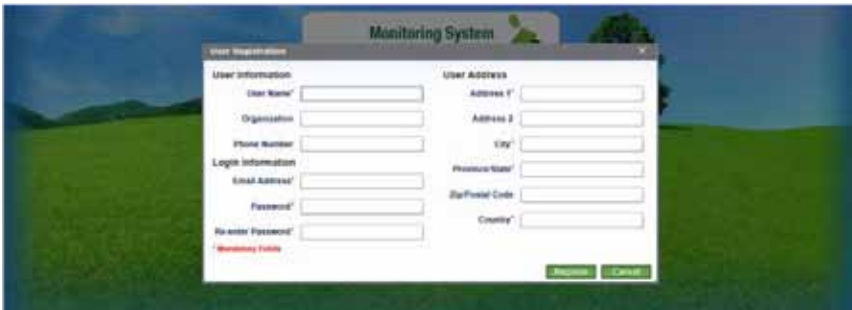 Monitoring System
User Registration
×
User Information
User Name*
Organization
Phone Number
Login Information
Email Address*
Password*
Re-enter Password*
* Mandatory Fields
User Address
Address 1*
Address 2
City*
Province/State*
Zip/Postal Code
Country*
Register
Cancel